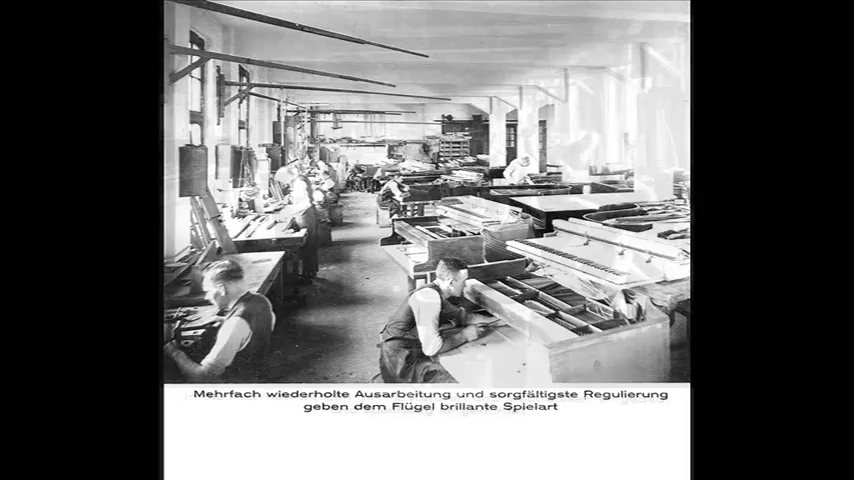 Mehrfach wiederholte Ausarbeitung und sorgfältigste Regulierung
geben dem Flügel brillante Spielart